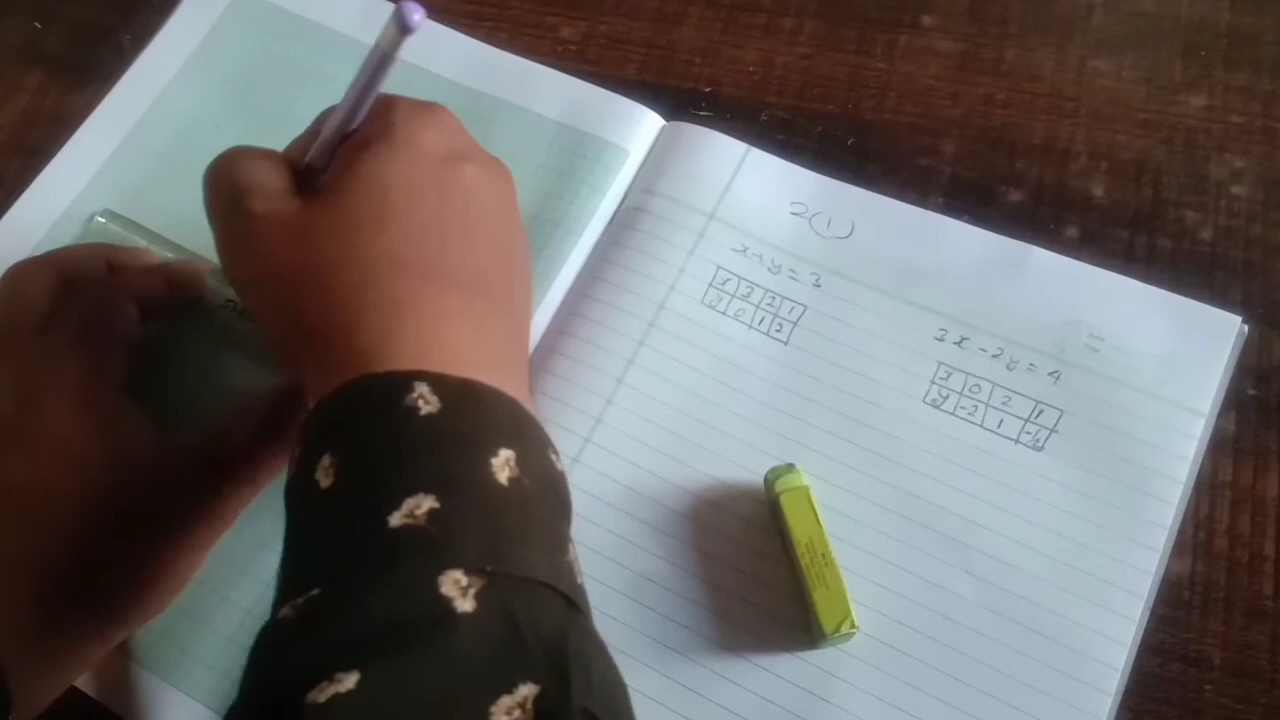 2(1)
x+y=3
x 3 2 1
y 0 1 2
3x-2y=4
x 0 2 1
y -2 1 -1/2